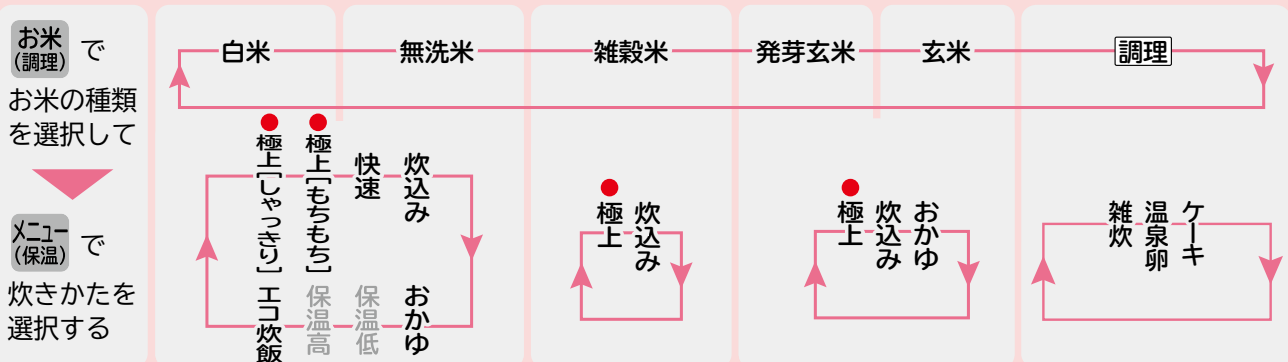 お米
(調理)
で
お米の種類
を選択して
メニュー
(保温)
で
炊きかたを
選択する
白米
無洗米
雑穀米
発芽玄米
玄米
調理
極上[しゃっきり]
極上[もちもち]
快速
炊込み
エコ炊飯
保温高
保温低
おかゆ
極上
炊込み
極上
炊込み
おかゆ
雑炊
温泉卵
ケーキ